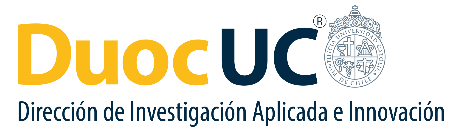 Duoc UC®
Dirección de Investigación Aplicada e Innovación